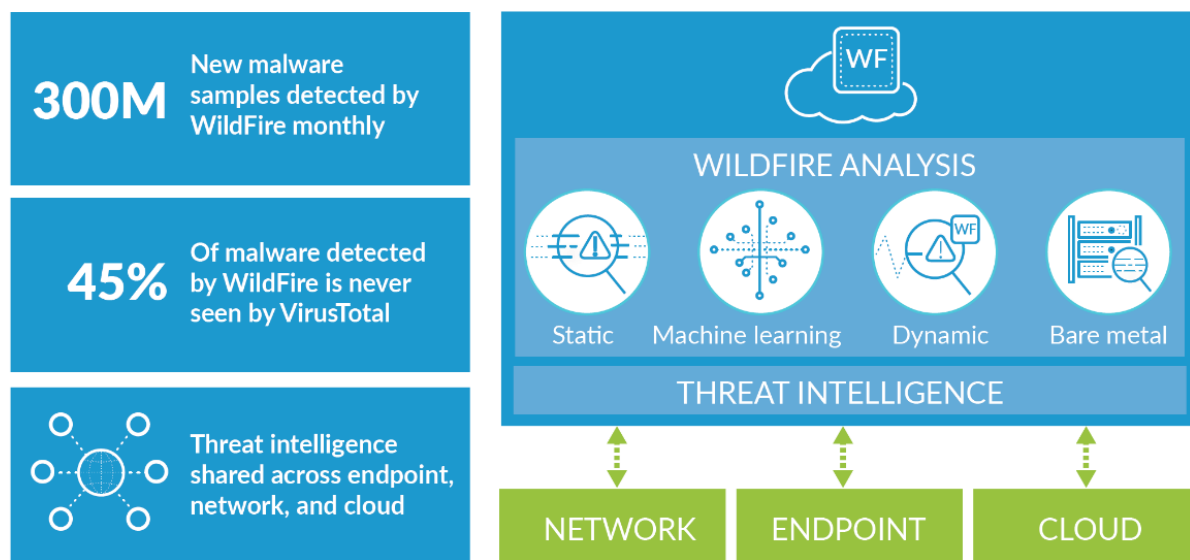 300M
New malware
samples detected by
WildFire monthly
45%
Of malware detected
by WildFire is never
seen by VirusTotal
Threat intelligence
shared across endpoint,
network, and cloud
WF
WILDFIRE ANALYSIS
WF
Static
Machine learning
Dynamic
Bare metal
THREAT INTELLIGENCE
NETWORK
ENDPOINT
CLOUD